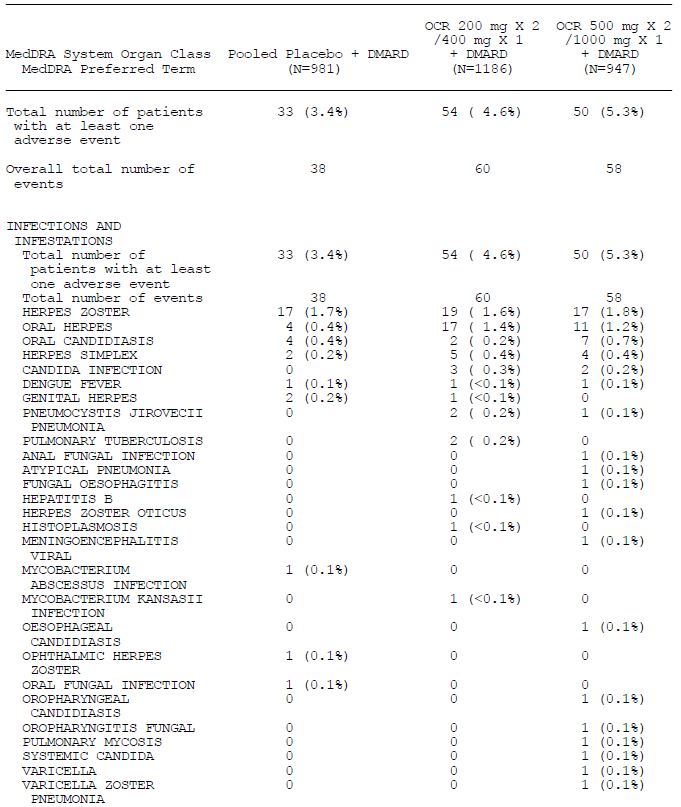 OCR 200 mg X 2 OCR 500 mg X 2
/400 mg X 1 /1000 mg X 1
MedDRA System Organ Class Pooled Placebo + DMARD + DMARD + DMARD
MedDRA Preferred Term (N=981) (N=1186) (N=947)
Total number of patients 33 (3.4%) 54 ( 4.6%) 50 (5.3%)
with at least one
adverse event
Overall total number of 38 60 58
events
INFECTIONS AND
INFESTATIONS
Total number of 33 (3.4%) 54 ( 4.6%) 50 (5.3%)
patients with at least
one adverse event
Total number of events 38 60 58
HERPES ZOSTER 17 (1.7%) 19 ( 1.6%) 17 (1.8%)
ORAL HERPES 4 (0.4%) 17 ( 1.4%) 11 (1.2%)
ORAL CANDIDIASIS 4 (0.4%) 2 ( 0.2%) 7 (0.7%)
HERPES SIMPLEX 2 (0.2%) 5 ( 0.4%) 4 (0.4%)
CANDIDA INFECTION 0 3 ( 0.3%) 2 (0.2%)
DENGUE FEVER 1 (0.1%) 1 (<0.1%) 1 (0.1%)
GENITAL HERPES 2 (0.2%) 1 (<0.1%) 0
PNEUMOCYSTIS JIROVECII 0 2 ( 0.2%) 1 (0.1%)
PNEUMONIA
PULMONARY TUBERCULOSIS 0 2 ( 0.2%) 0
ANAL FUNGAL INFECTION 0 0 1 (0.1%)
ATYPICAL PNEUMONIA 0 0 1 (0.1%)
FUNGAL OESOPHAGITIS 0 0 1 (0.1%)
HEPATITIS B 0 1 (<0.1%) 0
HERPES ZOSTER OTICUS 0 0 1 (0.1%)
HISTOPLASMOSIS 0 1 (<0.1%) 0
MENINGOENCEPHALITIS 0 0 1 (0.1%)
VIRAL
MYCOBACTERIUM 1 (0.1%) 0 0
ABSCESSUS INFECTION
MYCOBACTERIUM KANSASII 0 1 (<0.1%) 0
INFECTION
OESOPHAGEAL 0 0 1 (0.1%)
CANDIDIASIS
OPHTHALMIC HERPES 1 (0.1%) 0 0
ZOSTER
ORAL FUNGAL INFECTION 1 (0.1%) 0 0
OROPHARYNGEAL 0 0 1 (0.1%)
CANDIDIASIS
OROPHARYNGITIS FUNGAL 0 0 1 (0.1%)
PULMONARY MYCOSIS 0 0 1 (0.1%)
SYSTEMIC CANDIDA 0 0 1 (0.1%)
VARICELLA 0 0 1 (0.1%)
VARICELLA ZOSTER 0 0 1 (0.1%)
PNEUMONIA